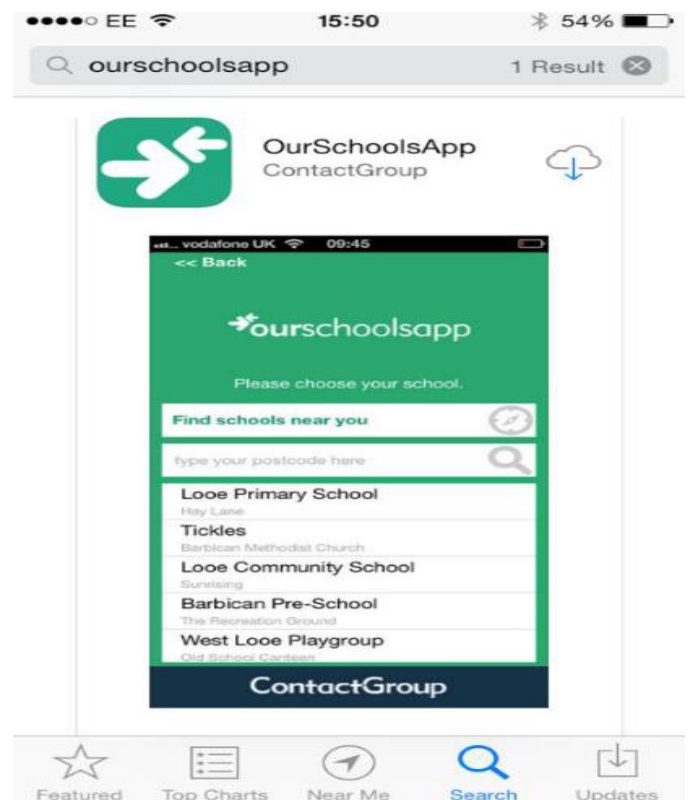 EE 15:50 54%
ourschoolsapp 1 Result
OurSchoolsApp
ContactGroup
vodafone UK 09:45
<< Back
ourschoolsapp
Please choose your school.
Find schools near you
type your postcode here
Looe Primary School
Hay Lane
Tickles
Barbican Methodist Church
Looe Community School
Sunrising
Barbican Pre-School
The Recreation Ground
West Looe Playgroup
Old School Canteen
ContactGroup
Featured Top Charts Near Me Search Updates